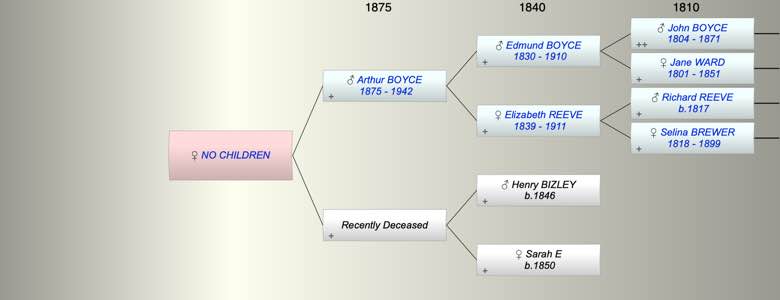 1875 1840 1810
♂ John BOYCE
1804 - 1871
++
♂ Edmund BOYCE
1830 - 1910
+
♀ Jane WARD
1801 - 1851
+
♂ Arthur BOYCE
1875 - 1942
+
♂ Richard REEVE
b.1817
+
♀ Elizabeth REEVE
1839 - 1911
+
♀ Selina BREWER
1818 - 1899
+
♀ NO CHILDREN
♂ Henry BIZLEY
b.1846
+
Recently Deceased
+
♀ Sarah E
b.1850
+